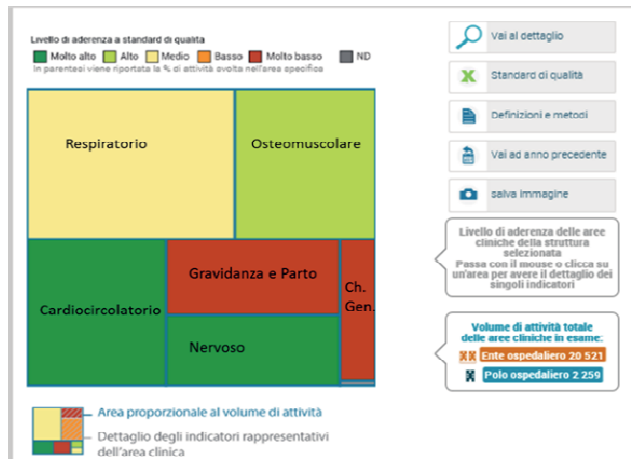 Livello di aderenza a standard di qualità
Molto alto Alto Medio Basso Molto basso ND
In parentesi viene riportata la % di attività svolta nell'area specifica
Respiratorio
Osteomuscolare
Cardiocircolatorio
Gravidanza e Parto
Nervoso
Ch.
Gen.
Area proporzionale al volume di attività
Dettaglio degli indicatori rappresentativi
dell'area clinica
Vai al dettaglio
Standard di qualità
Definizioni e metodi
Vai ad anno precedente
salva immagine
Livello di aderenza delle aree
cliniche della struttura
selezionata
Passa con il mouse o clicca su
un'area per avere il dettaglio dei
singoli indicatori
Volume di attività totale
delle aree cliniche in esame:
Ente ospedaliero 20 521
Polo ospedaliero 2 259